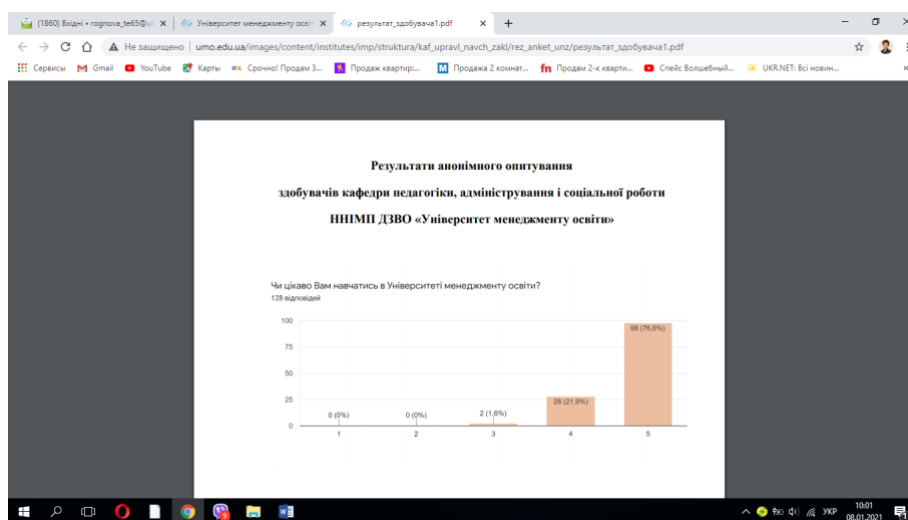 (1860) Вхідні • rognova_te65@u
Університет менеджменту осві
результат_здобувача1.pdf
Не защищено | umo.edu.ua/images/content/institutes/imp/struktura/kaf_upravl_navch_zakl/rez_anket_unz/результат_здобувача1.pdf
Сервисы Gmail YouTube Карты Срочно! Продам 3... Продаж квартир:... Продажа 2 комнат... Продам 2-к кварти... Спейс Волшебный... UKR.NET: Всі новин...
Результати анонімного опитування
здобувачів кафедри педагогіки, адміністрування і соціальної роботи
ННІМП ДЗВО «Університет менеджменту освіти»
Чи цікаво Вам навчатись в Університеті менеджменту освіти?
128 відповідей
100
75
50
25
0
0 (0%)
0 (0%)
2 (1,6%)
28 (21,9%)
98 (76,6%)
1 2 3 4 5
УКР
10:01
08.01.2021